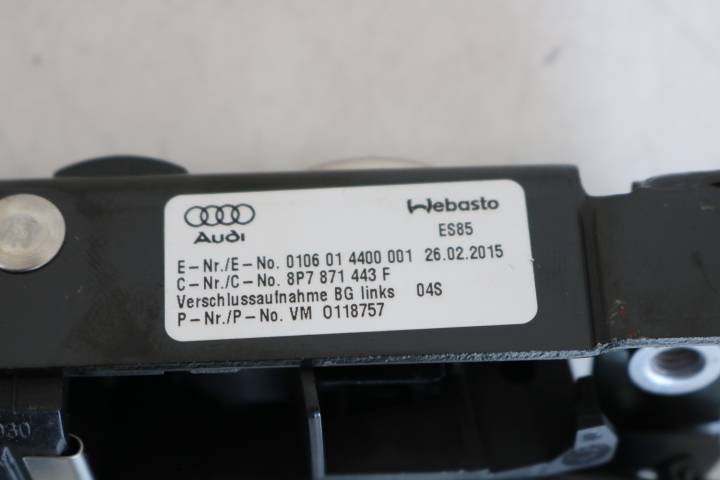 Audi Webasto
ES85
E-Nr./E-No. 0106 01 4400 001 26.02.2015
C-Nr./C-No. 8P7 871 443 F
Verschlussaufnahme BG links 04S
P-Nr./P-No. VM 0118757